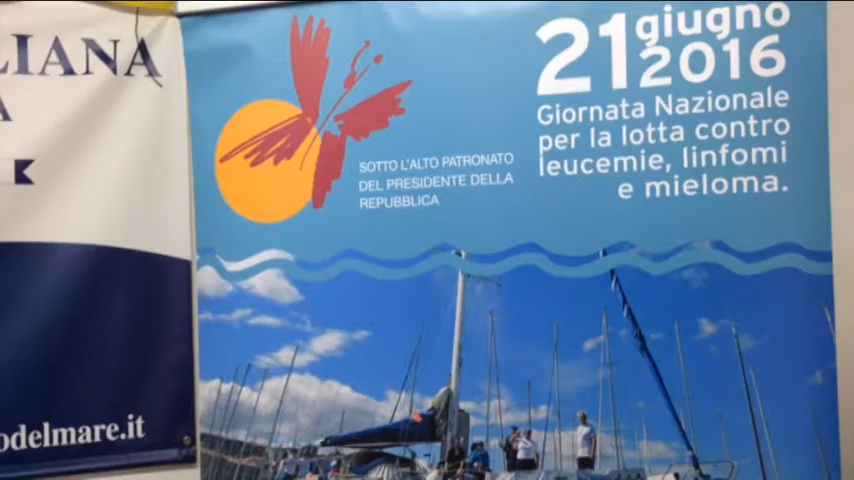 LIANA
A
odelmare.it
SOTTO L'ALTO PATRONATO
DEL PRESIDENTE DELLA
REPUBBLICA
21 giugno
2016
Giornata Nazionale
per la lotta contro
leucemie, linfomi
e mieloma.